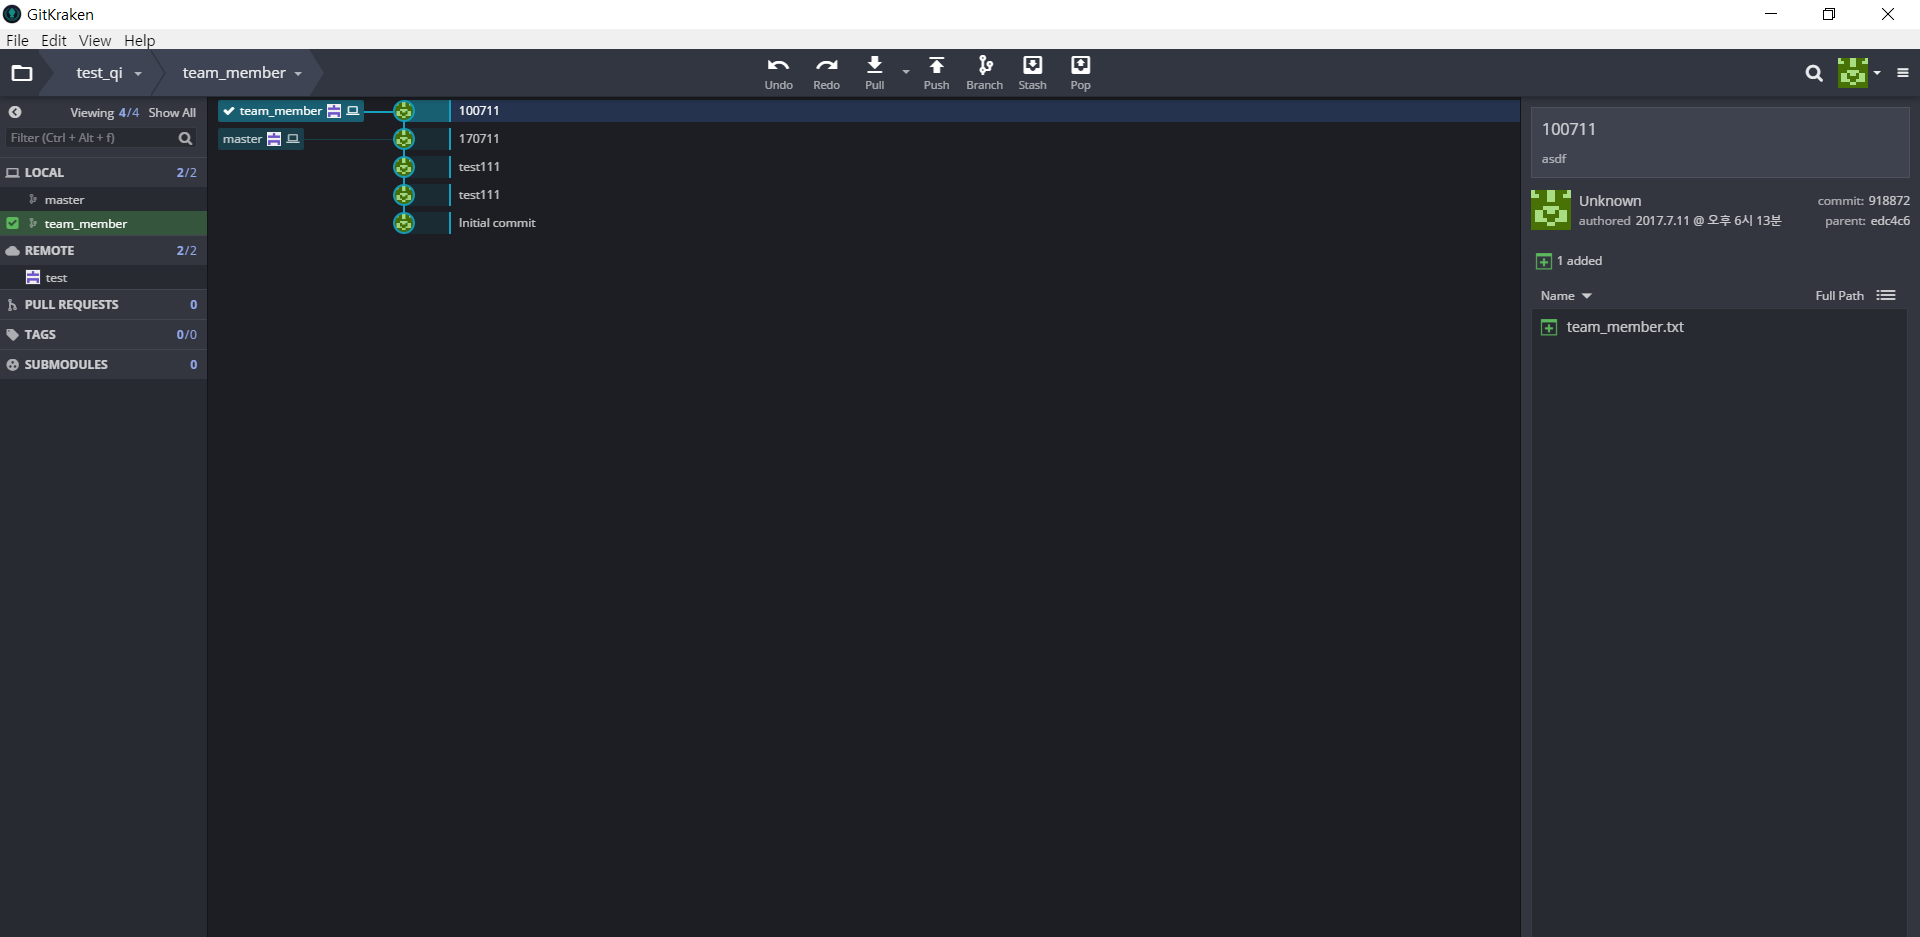 GitKraken
File Edit View Help
test_qi team_member Undo Redo Pull Push Branch Stash Pop
Viewing 4/4 Show All
Filter (Ctrl + Alt + f)
LOCAL 2/2
master
team_member
REMOTE 2/2
test
PULL REQUESTS 0
TAGS 0/0
SUBMODULES 0
team_member 100711
master 170711
test111
test111
Initial commit
100711
asdf
Unknown commit: 918872
authored 2017.7.11 @ 오후 6시 13분 parent: edc4c6
1 added
Name Full Path
team_member.txt